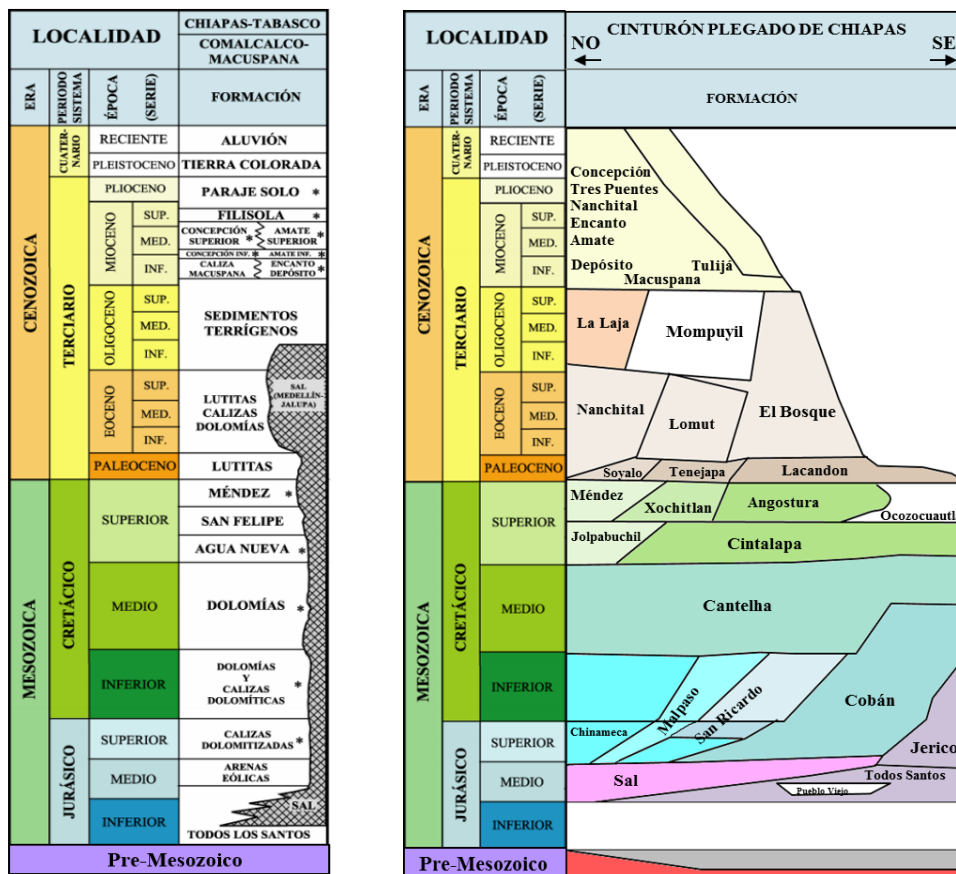 LOCALIDAD
CHIAPAS-TABASCO
COMALCALCO-
MACUSPANA
ERA
PERIODO
SISTEMA
ÉPOCA
(SERIE)
FORMACIÓN
CENOZOICA
CUATER-
NARIO
RECIENTE
ALUVIÓN
PLEISTOCENO
TIERRA COLORADA
TERCIARIO
PLIOCENO
PARAJE SOLO *
MIOCENO
SUP.
FILISOLA *
MED.
CONCEPCIÓN
SUPERIOR *
AMATE
SUPERIOR *
CONCEPCIÓN INF. *
AMATE INF. *
INF.
CALIZA
MACUSPANA
ENCANTO
DEPÓSITO *
OLIGOCENO
SUP.
MED.
INF.
SEDIMENTOS
TERRÍGENOS
EOCENO
SUP.
MED.
INF.
LUTITAS
CALIZAS
DOLOMÍAS
SAL
(MEDELLÍN-
JALUPA)
PALEOCENO
LUTITAS
MESOZOICA
CRETÁCICO
SUPERIOR
MÉNDEZ *
SAN FELIPE
AGUA NUEVA *
MEDIO
DOLOMÍAS *
INFERIOR
DOLOMÍAS
Y
CALIZAS
DOLOMÍTICAS *
JURÁSICO
SUPERIOR
CALIZAS
DOLOMITIZADAS *
MEDIO
ARENAS
EÓLICAS
INFERIOR
SAL
TODOS LOS SANTOS
Pre-Mesozoico
LOCALIDAD
CINTURÓN PLEGADO DE CHIAPAS
NO
SE
ERA
PERIODO
SISTEMA
ÉPOCA
(SERIE)
FORMACIÓN
CENOZOICA
CUATER-
NARIO
RECIENTE
PLEISTOCENO
TERCIARIO
PLIOCENO
MIOCENO
SUP.
MED.
INF.
Concepción
Tres Puentes
Nanchital
Encanto
Amate
Depósito
Tulijá
Macuspana
OLIGOCENO
SUP.
MED.
INF.
La Laja
Mompuyil
EOCENO
SUP.
MED.
INF.
Nanchital
Lomut
El Bosque
PALEOCENO
Soyalo
Tenejapa
Lacandon
MESOZOICA
CRETÁCICO
SUPERIOR
Méndez
Xochitlan
Angostura
Ocozocuautl
Jolpabuchil
Cintalapa
MEDIO
Cantelha
INFERIOR
Malpaso
San Ricardo
Cobán
JURÁSICO
SUPERIOR
Chinameca
Jerico
MEDIO
Sal
Todos Santos
Pueblo Viejo
INFERIOR
Pre-Mesozoico